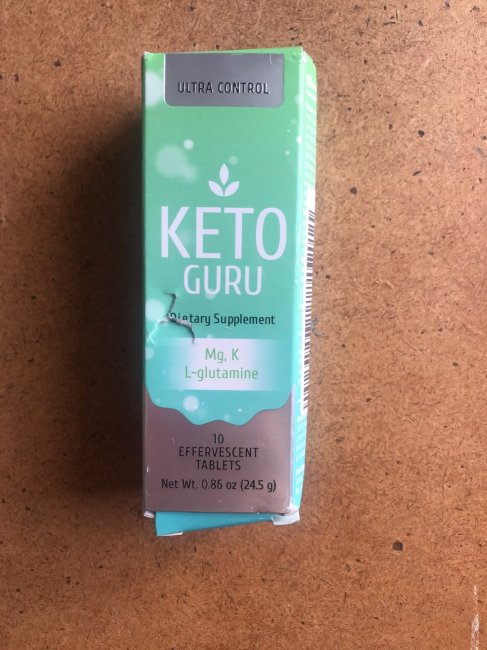 ULTRA CONTROL
KETO
GURU
Dietary Supplement
Mg, K
L-glutamine
10
EFFERVESCENT
TABLETS
Net Wt. 0.86 oz (24.5 g)